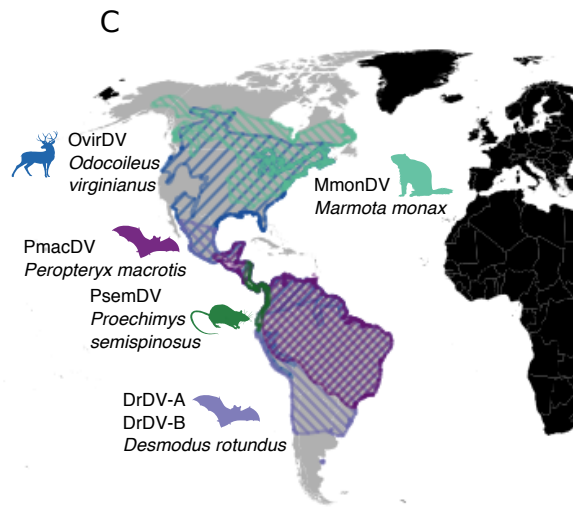 C
OvirDV
Odocoileus
virginianus
MmonDV
Marmota monax
PmacDV
Peropteryx macrotis
PsemDV
Proechimys
semispinosus
DrDV-A
DrDV-B
Desmodus rotundus